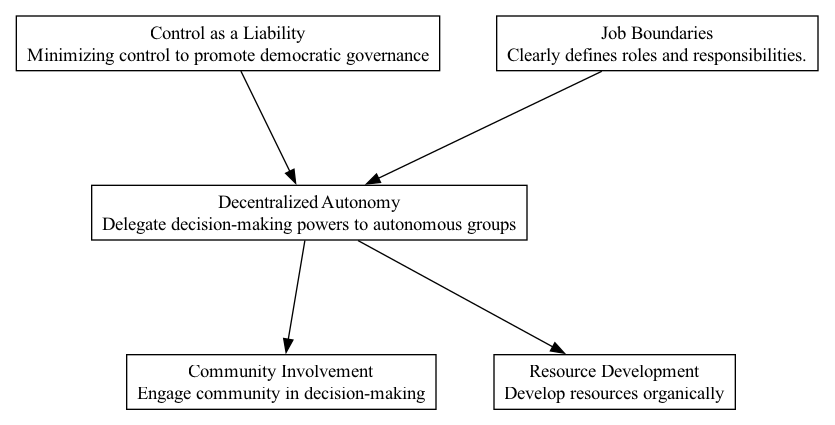 Control as a Liability
Minimizing control to promote democratic governance
Job Boundaries
Clearly defines roles and responsibilities.
Decentralized Autonomy
Delegate decision-making powers to autonomous groups
Community Involvement
Engage community in decision-making
Resource Development
Develop resources organically